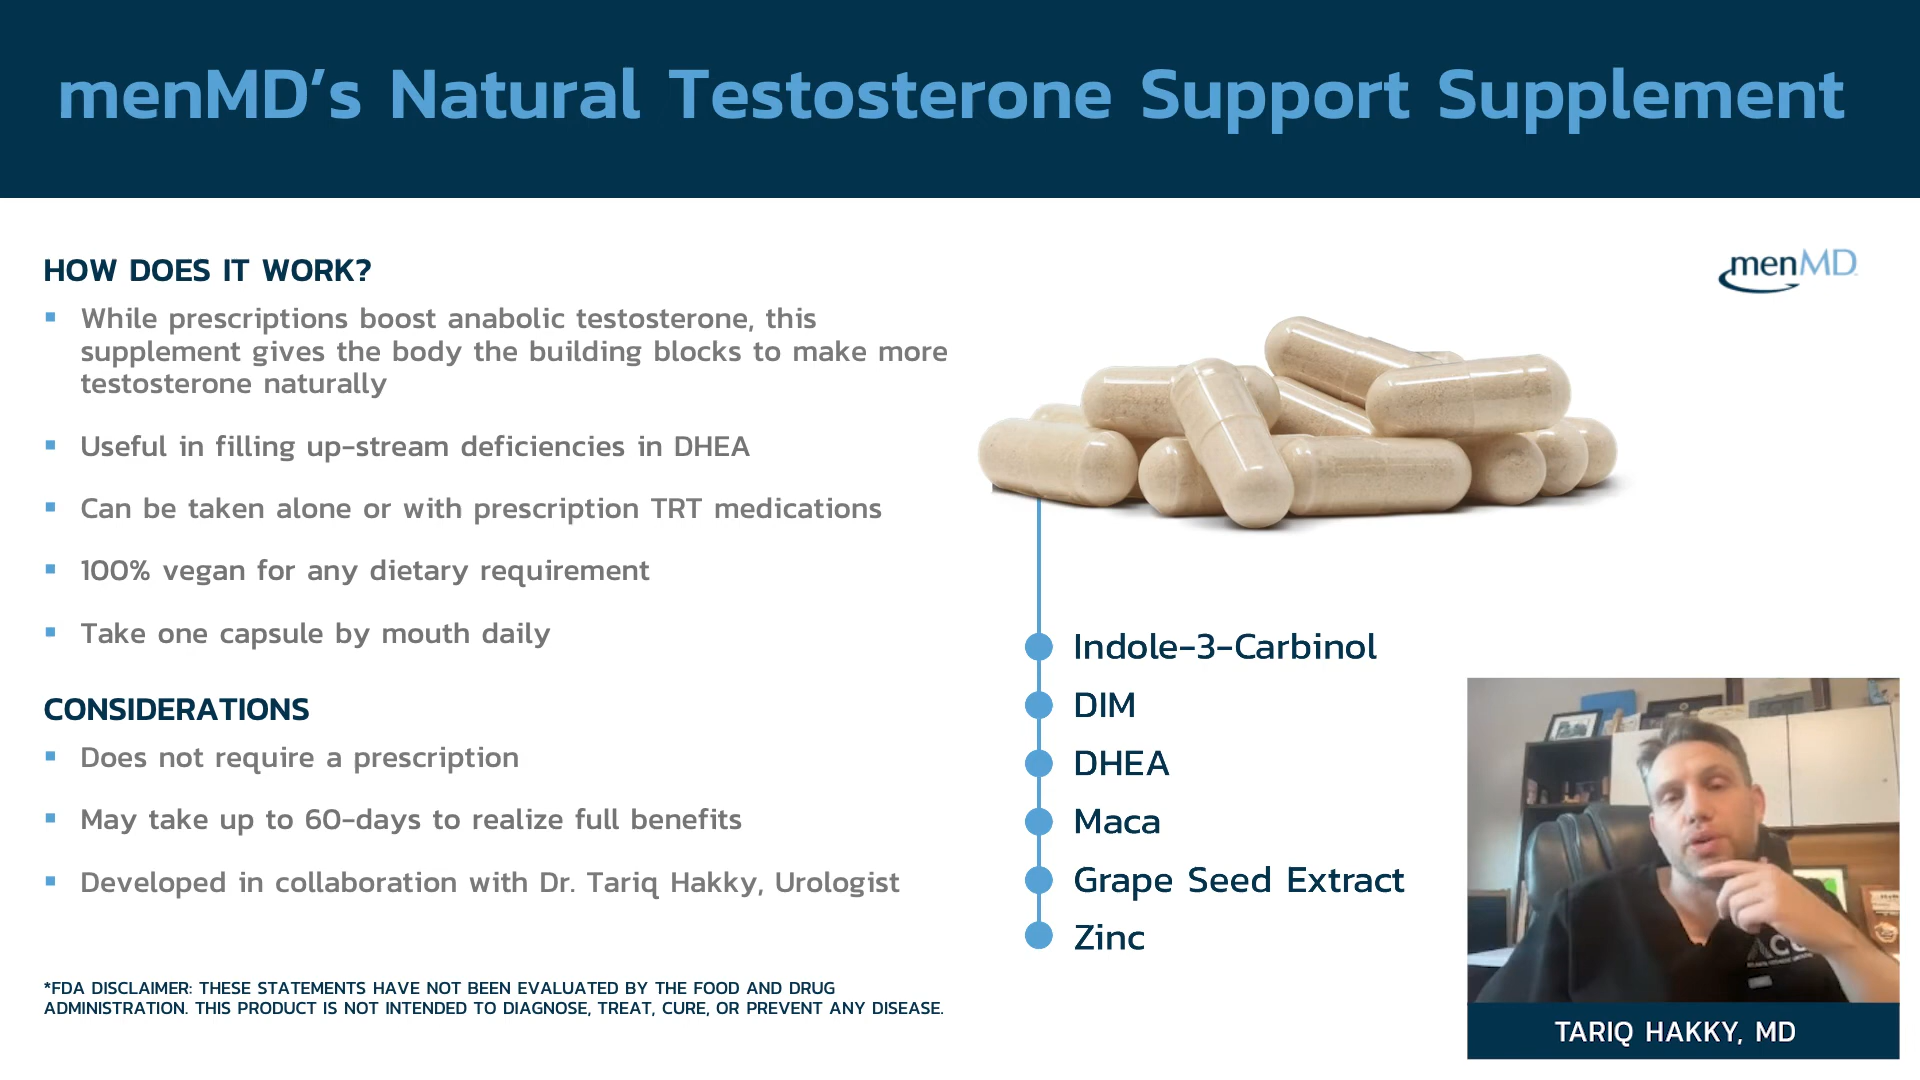 menMD’s Natural Testosterone Support Supplement
HOW DOES IT WORK?
▪ While prescriptions boost anabolic testosterone, this
supplement gives the body the building blocks to make more
testosterone naturally
▪ Useful in filling up-stream deficiencies in DHEA
▪ Can be taken alone or with prescription TRT medications
▪ 100% vegan for any dietary requirement
▪ Take one capsule by mouth daily
CONSIDERATIONS
▪ Does not require a prescription
▪ May take up to 60-days to realize full benefits
▪ Developed in collaboration with Dr. Tariq Hakky, Urologist
*FDA DISCLAIMER: THESE STATEMENTS HAVE NOT BEEN EVALUATED BY THE FOOD AND DRUG
ADMINISTRATION. THIS PRODUCT IS NOT INTENDED TO DIAGNOSE, TREAT, CURE, OR PREVENT ANY DISEASE.
menMD
Indole-3-Carbinol
DIM
DHEA
Maca
Grape Seed Extract
Zinc
TARIQ HAKKY, MD